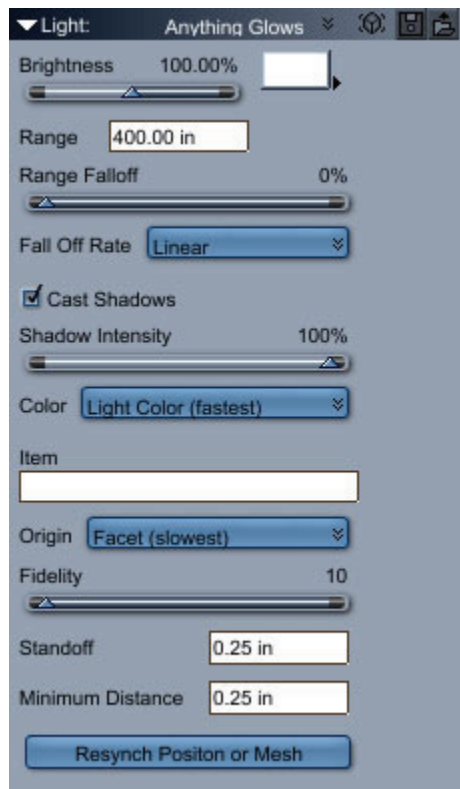 Light: Anything Glows
Brightness 100.00%
Range 400.00 in
Range Falloff 0%
Fall Off Rate Linear
Cast Shadows
Shadow Intensity 100%
Color Light Color (fastest)
Item
Origin Facet (slowest)
Fidelity 10
Standoff 0.25 in
Minimum Distance 0.25 in
Resynch Positon or Mesh